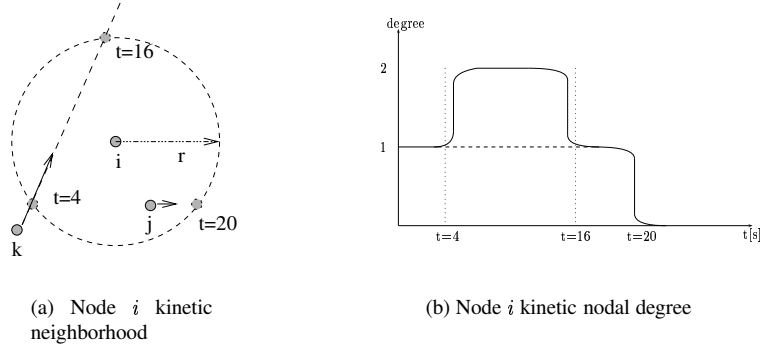 t=16
i
r
t=4
j
t=20
k
degree
2
1
t=4
t=16
t=20
t[s]
(a) Node i kinetic
neighborhood
(b) Node i kinetic nodal degree